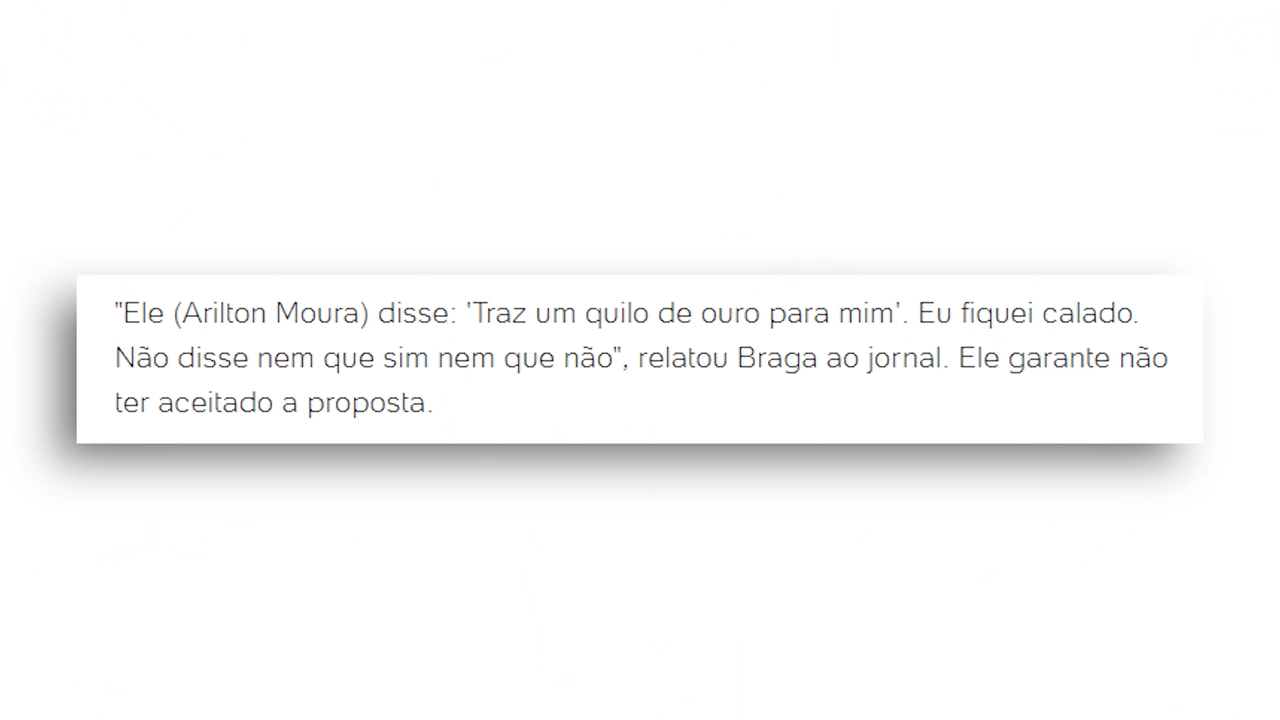 "Ele (Arilton Moura) disse: 'Traz um quilo de ouro para mim'. Eu fiquei calado.
Não disse nem que sim nem que não", relatou Braga ao jornal. Ele garante não
ter aceitado a proposta.